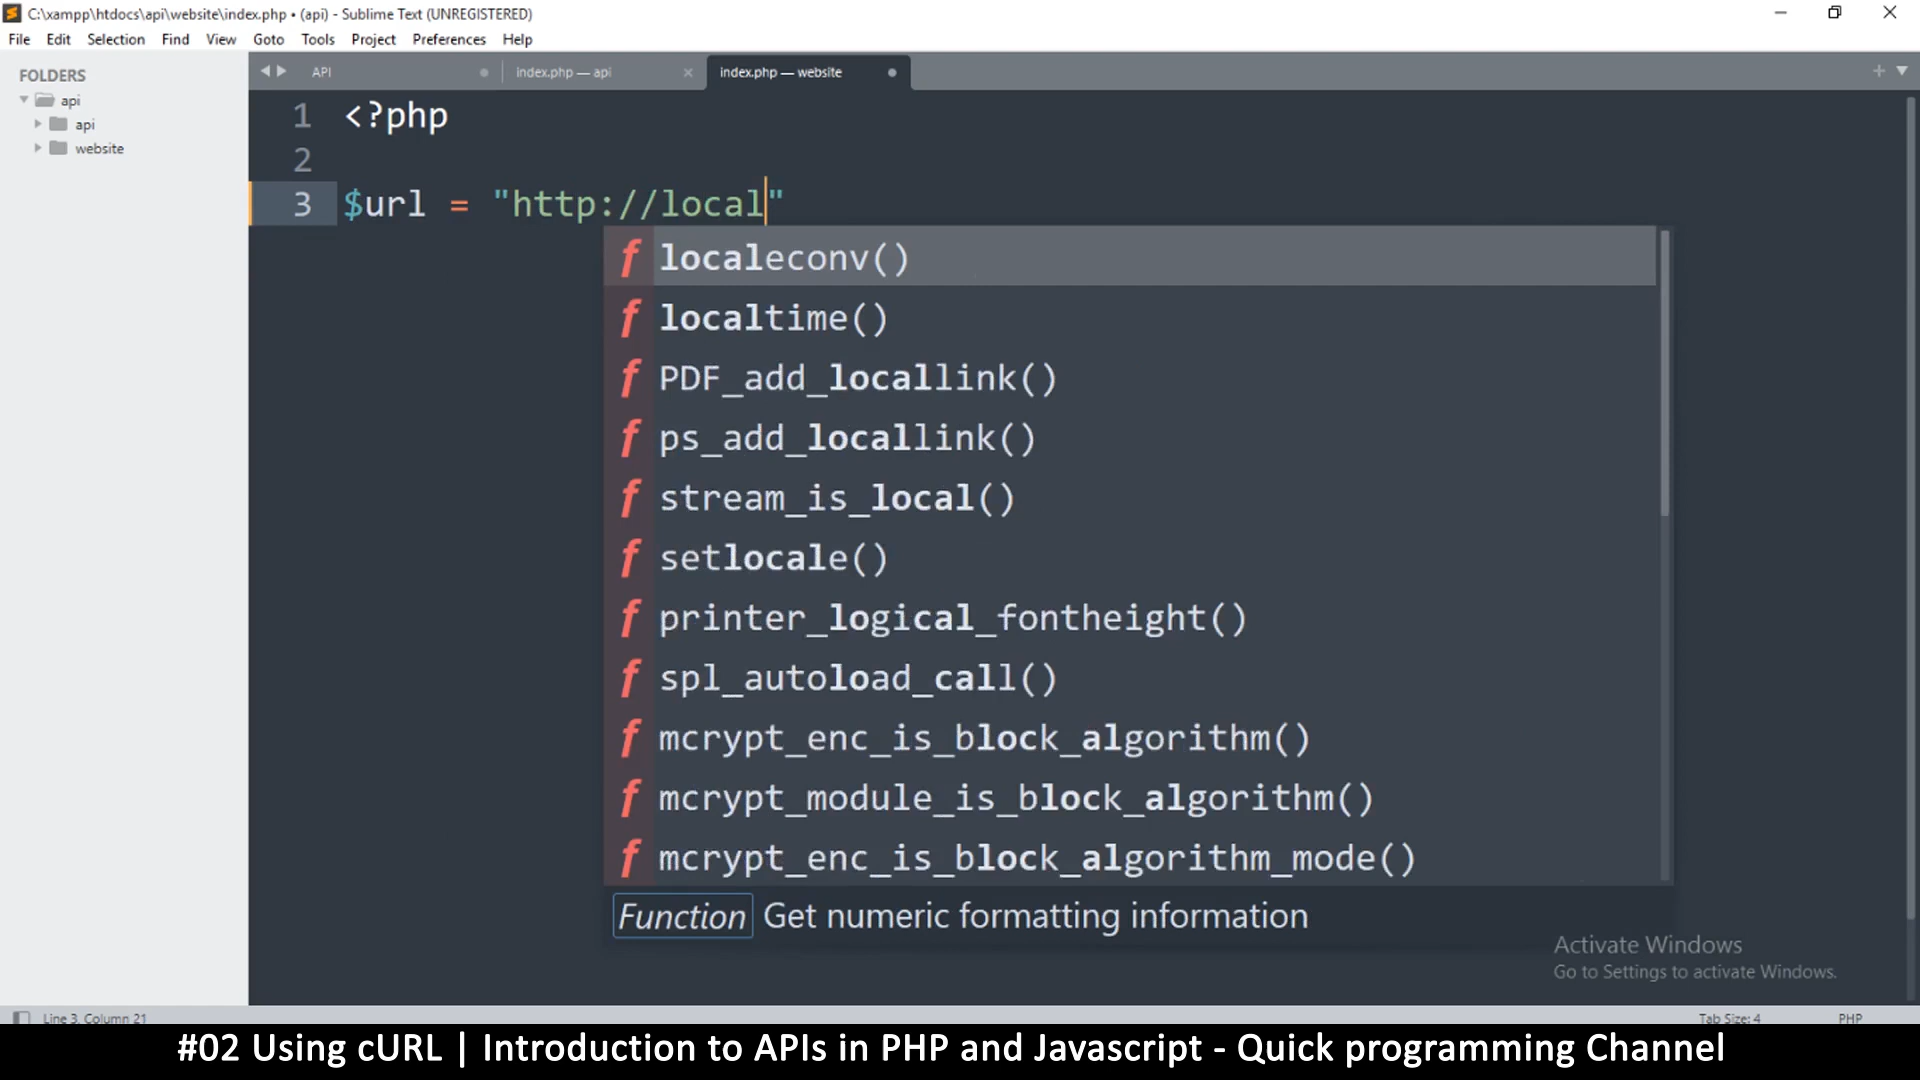 C:\xampp\htdocs\api\website\index.php • (api) - Sublime Text (UNREGISTERED)
File Edit Selection Find View Goto Tools Project Preferences Help
FOLDERS
api
api
website
API
index.php — api
index.php — website
1 <?php
2
3 $url = "http://local"
f localeconv()
f localtime()
f PDF_add_locallink()
f ps_add_locallink()
f stream_is_local()
f setlocale()
f printer_logical_fontheight()
f spl_autoload_call()
f mcrypt_enc_is_block_algorithm()
f mcrypt_module_is_block_algorithm()
f mcrypt_enc_is_block_algorithm_mode()
Function Get numeric formatting information
Activate Windows
Go to Settings to activate Windows.
Line 3, Column 21 Tab Size: 4 PHP
#02 Using cURL | Introduction to APIs in PHP and Javascript - Quick programming Channel